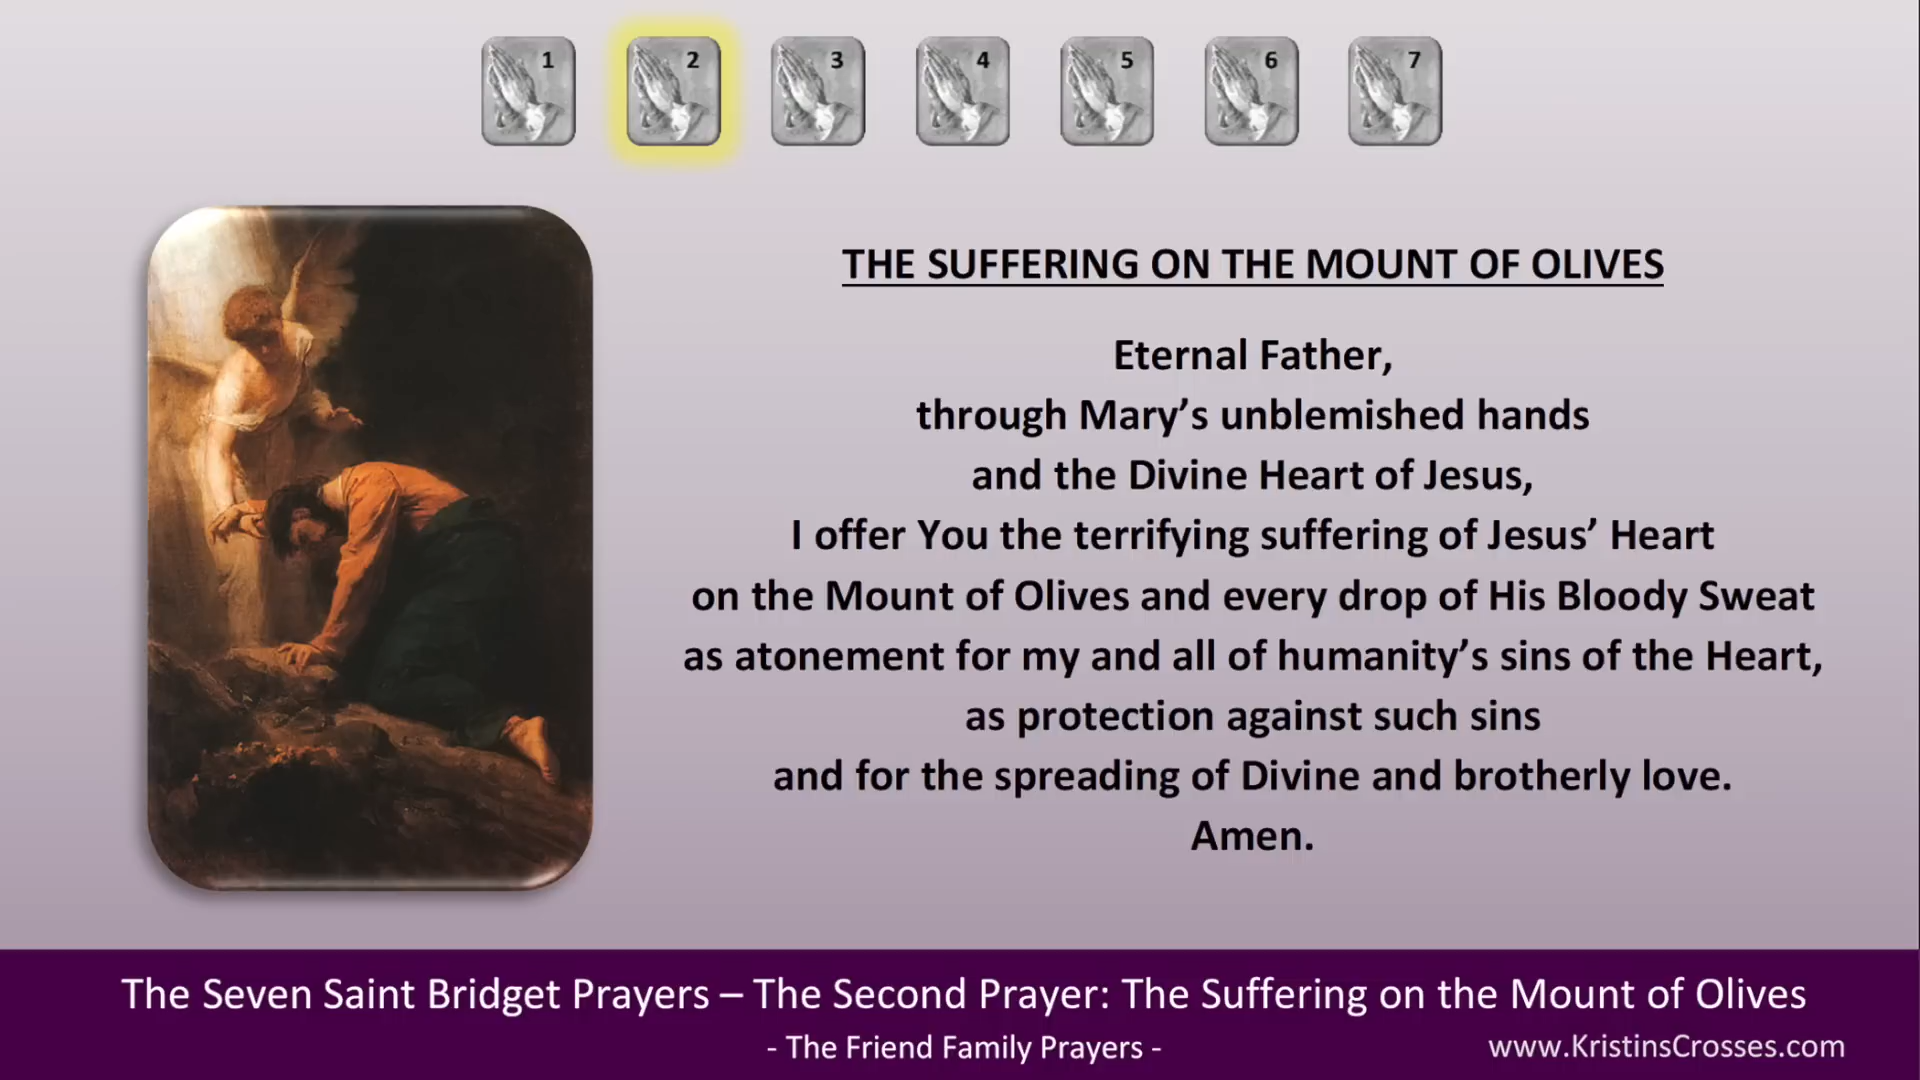 1 2 3 4 5 6 7
THE SUFFERING ON THE MOUNT OF OLIVES
Eternal Father,
through Mary’s unblemished hands
and the Divine Heart of Jesus,
I offer You the terrifying suffering of Jesus’ Heart
on the Mount of Olives and every drop of His Bloody Sweat
as atonement for my and all of humanity’s sins of the Heart,
as protection against such sins
and for the spreading of Divine and brotherly love.
Amen.
The Seven Saint Bridget Prayers – The Second Prayer: The Suffering on the Mount of Olives
- The Friend Family Prayers -
www.KristinsCrosses.com